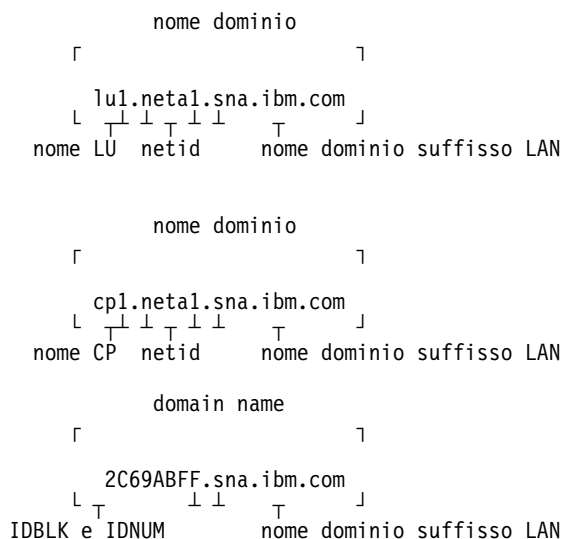 nome dominio
lu1.neta1.sna.ibm.com
nome LU netid nome dominio suffisso LAN
nome dominio
cp1.neta1.sna.ibm.com
nome CP netid nome dominio suffisso LAN
domain name
2C69ABFF.sna.ibm.com
IDBLK e IDNUM nome dominio suffisso LAN